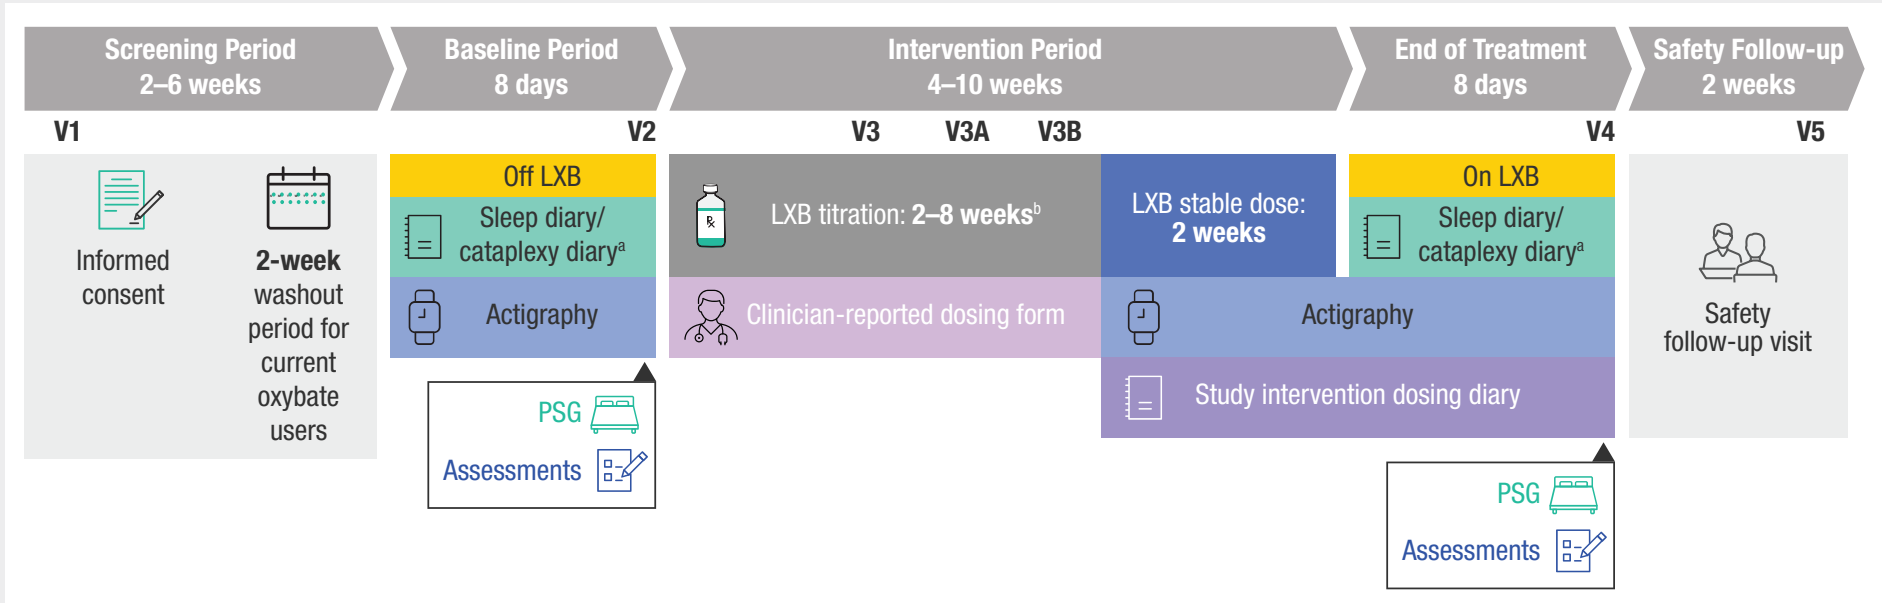 Screening Period
2–6 weeks
Baseline Period
8 days
Intervention Period
4–10 weeks
End of Treatment
8 days
Safety Follow-up
2 weeks
V1
V2
V3
V3A
V3B
V4
V5
Informed
consent
2-week
washout
period for
current
oxybate
users
Off LXB
Sleep diary/
cataplexy diaryᵃ
Actigraphy
PSG
Assessments
Rx
LXB titration: 2–8 weeksᵇ
Clinician-reported dosing form
LXB stable dose:
2 weeks
On LXB
Sleep diary/
cataplexy diaryᵃ
Actigraphy
Study intervention dosing diary
PSG
Assessments
Safety
follow-up visit